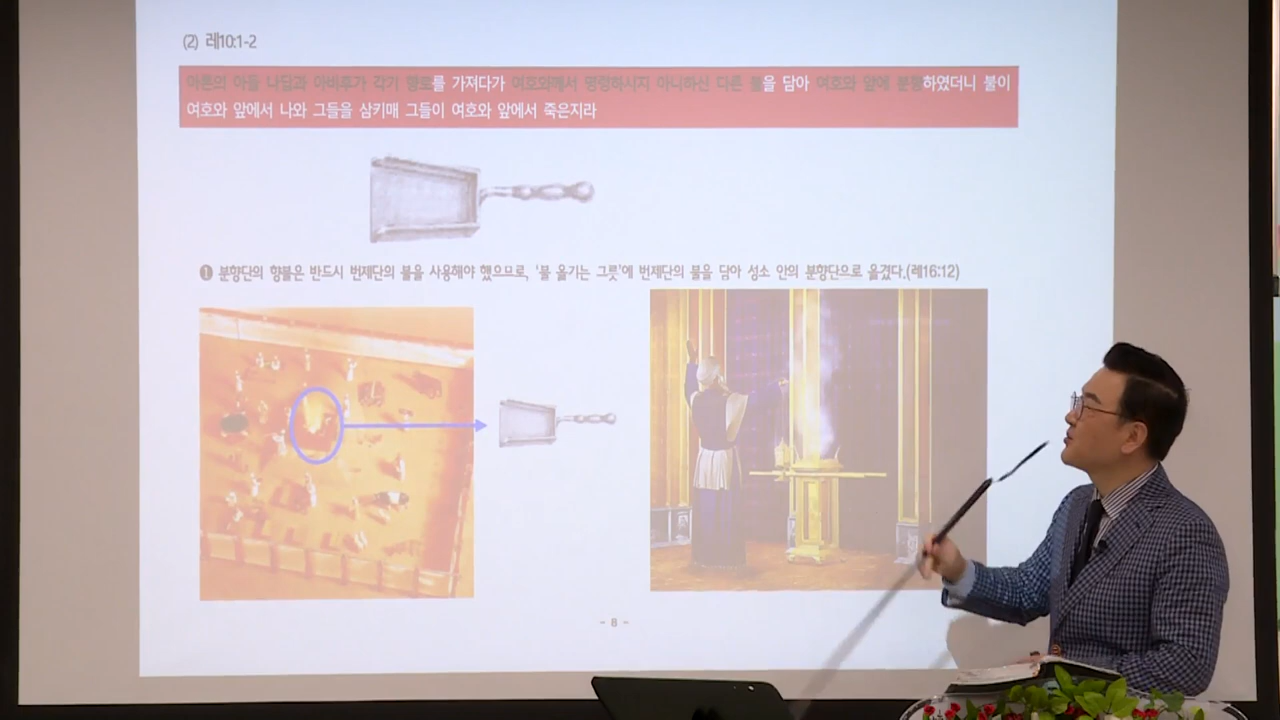 (2) 레10:1-2
아론의 아들 나답과 아비후가 각기 향로를 가져다가 여호와께서 명령하시지 아니하신 다른 불을 담아 여호와 앞에 분향하였더니 불이
여호와 앞에서 나와 그들을 삼키매 그들이 여호와 앞에서 죽은지라
❶ 분향단의 향불은 반드시 번제단의 불을 사용해야 했으므로, '불 옮기는 그릇'에 번제단의 불을 담아 성소 안의 분향단으로 옮겼다.(레16:12)
- 8 -